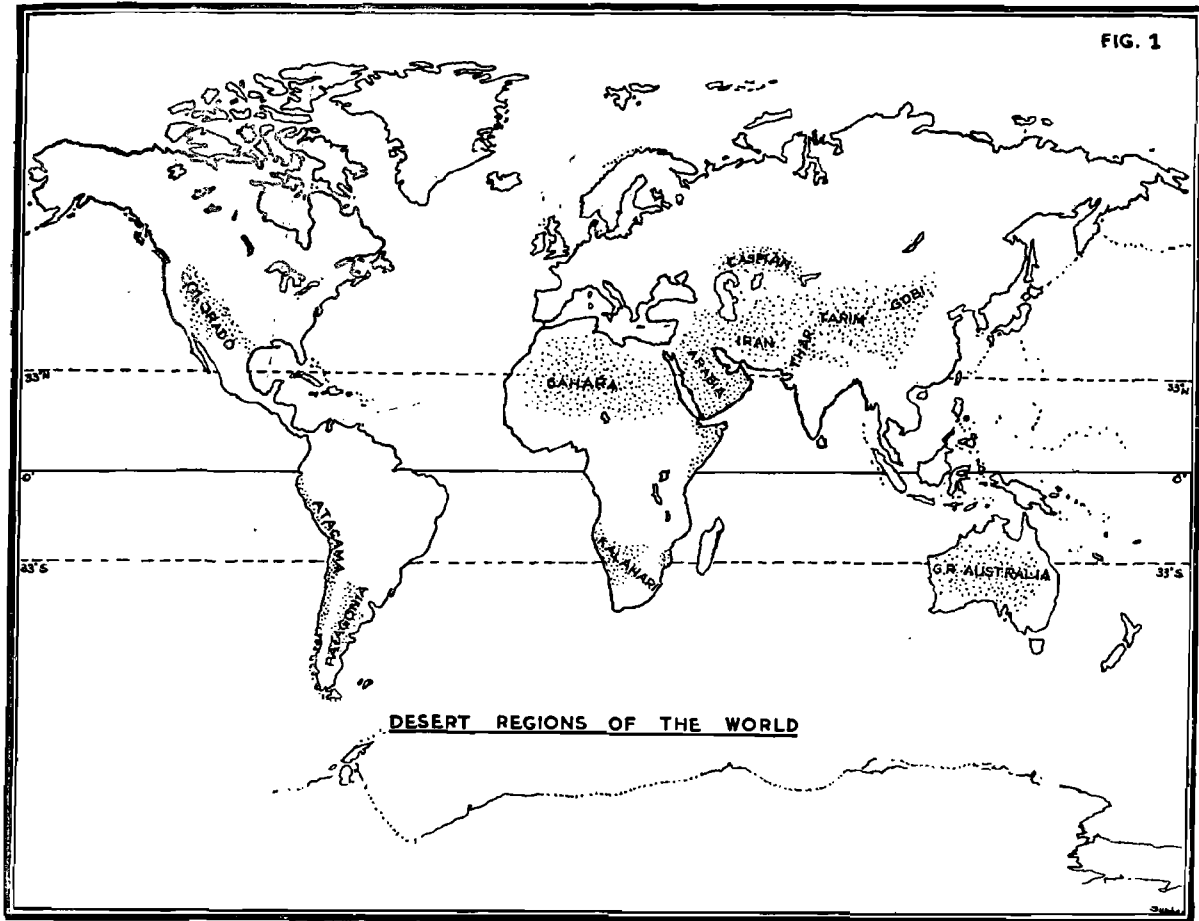 FIG. 1
COLORADO
CASPIAN
GOBI
TARIM
IRAN
THAR
ARABIA
SAHARA
33°N
33°N
0°
0°
ATACAMA
KALAHARI
33°S
GR. AUSTRALIA
33°S
PATAGONIA
DESERT REGIONS OF THE WORLD